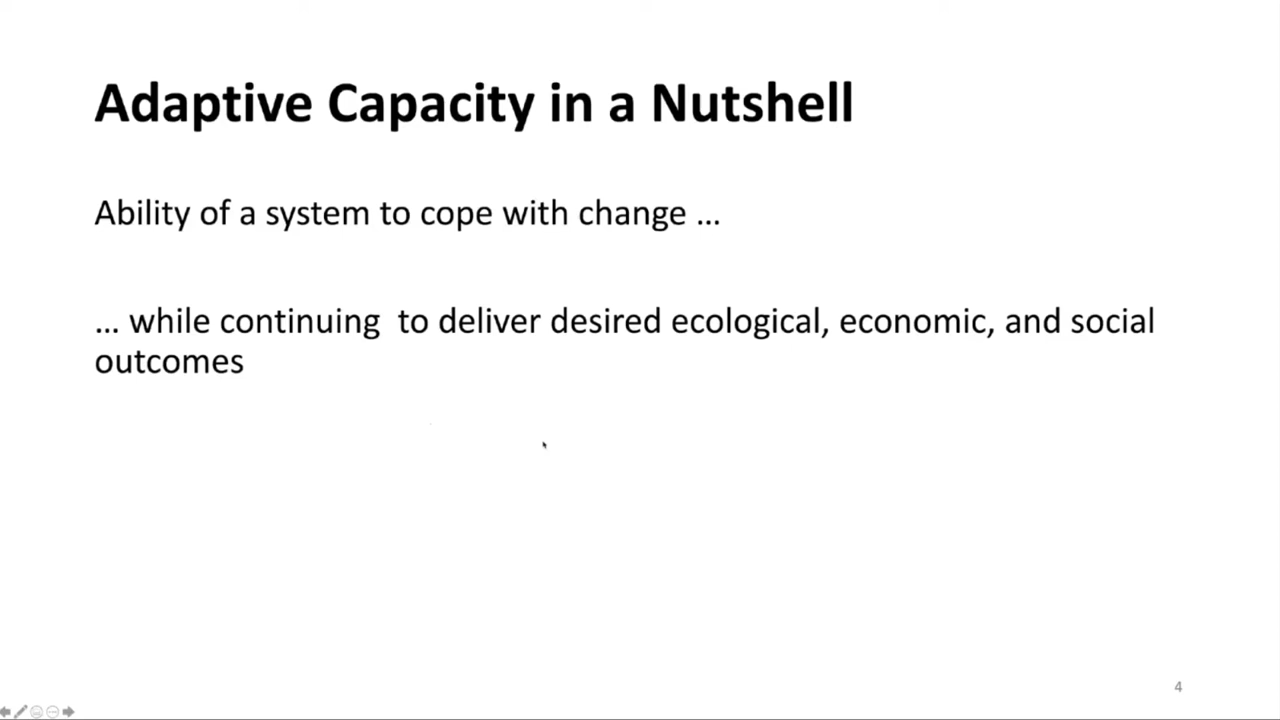 Adaptive Capacity in a Nutshell
Ability of a system to cope with change …
… while continuing  to deliver desired ecological, economic, and social
outcomes
4